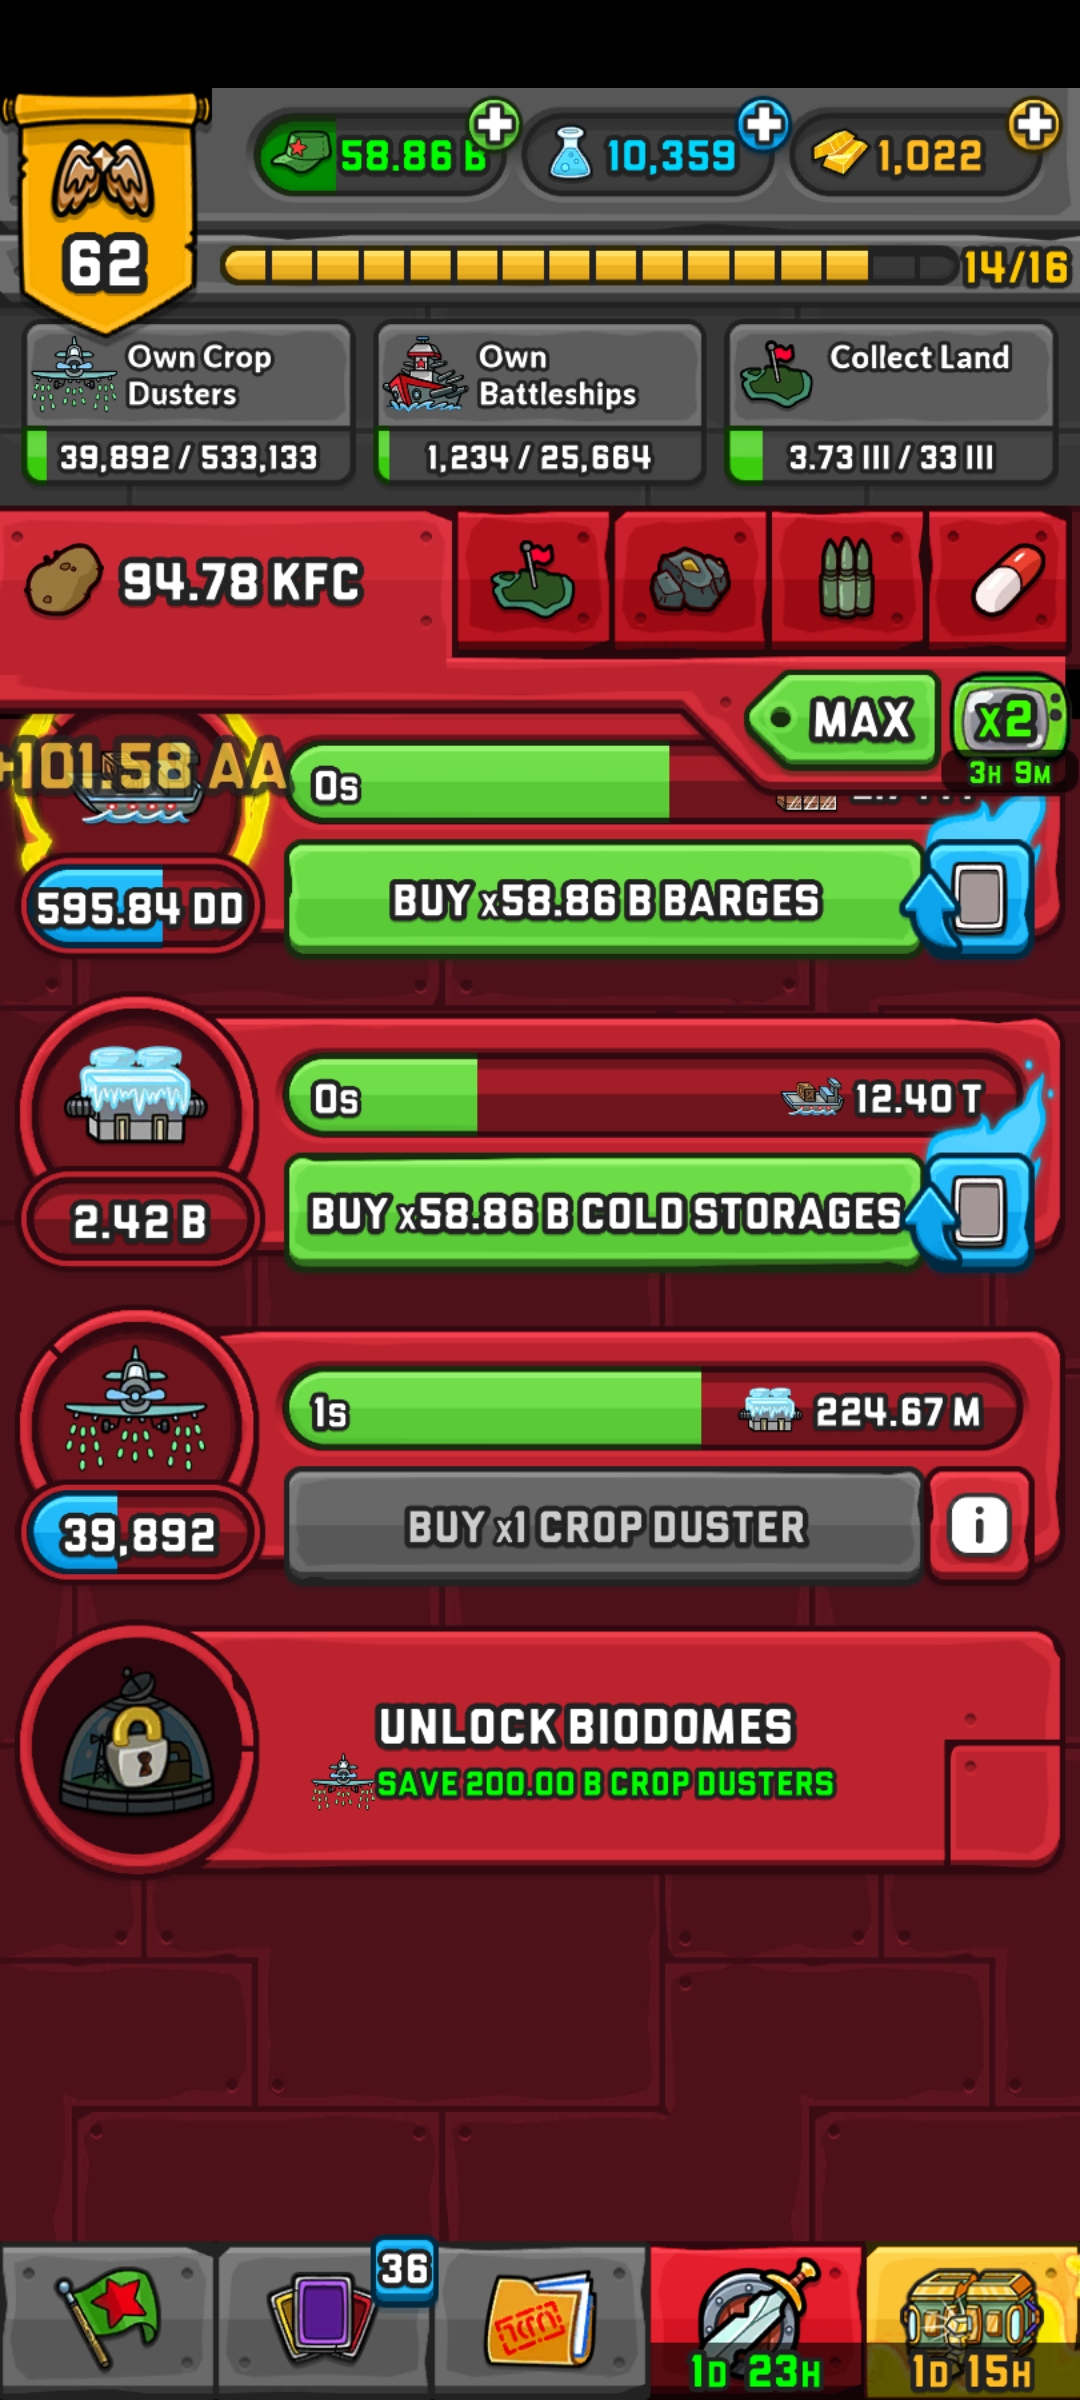 62
58.86 B
10,359
1,022
14/16
Own Crop
Dusters
39,892 / 533,133
Own
Battleships
1,234 / 25,664
Collect Land
3.73 III / 33 III
94.78 KFC
MAX
x2
3H 9M
+101.58 AA
0s
595.84 DD
BUY x58.86 B BARGES
0s
12.40 T
2.42 B
BUY x58.86 B COLD STORAGES
1s
224.67 M
39,892
BUY x1 CROP DUSTER
i
UNLOCK BIODOMES
SAVE 200.00 B CROP DUSTERS
36
1D 23H
1D 15H